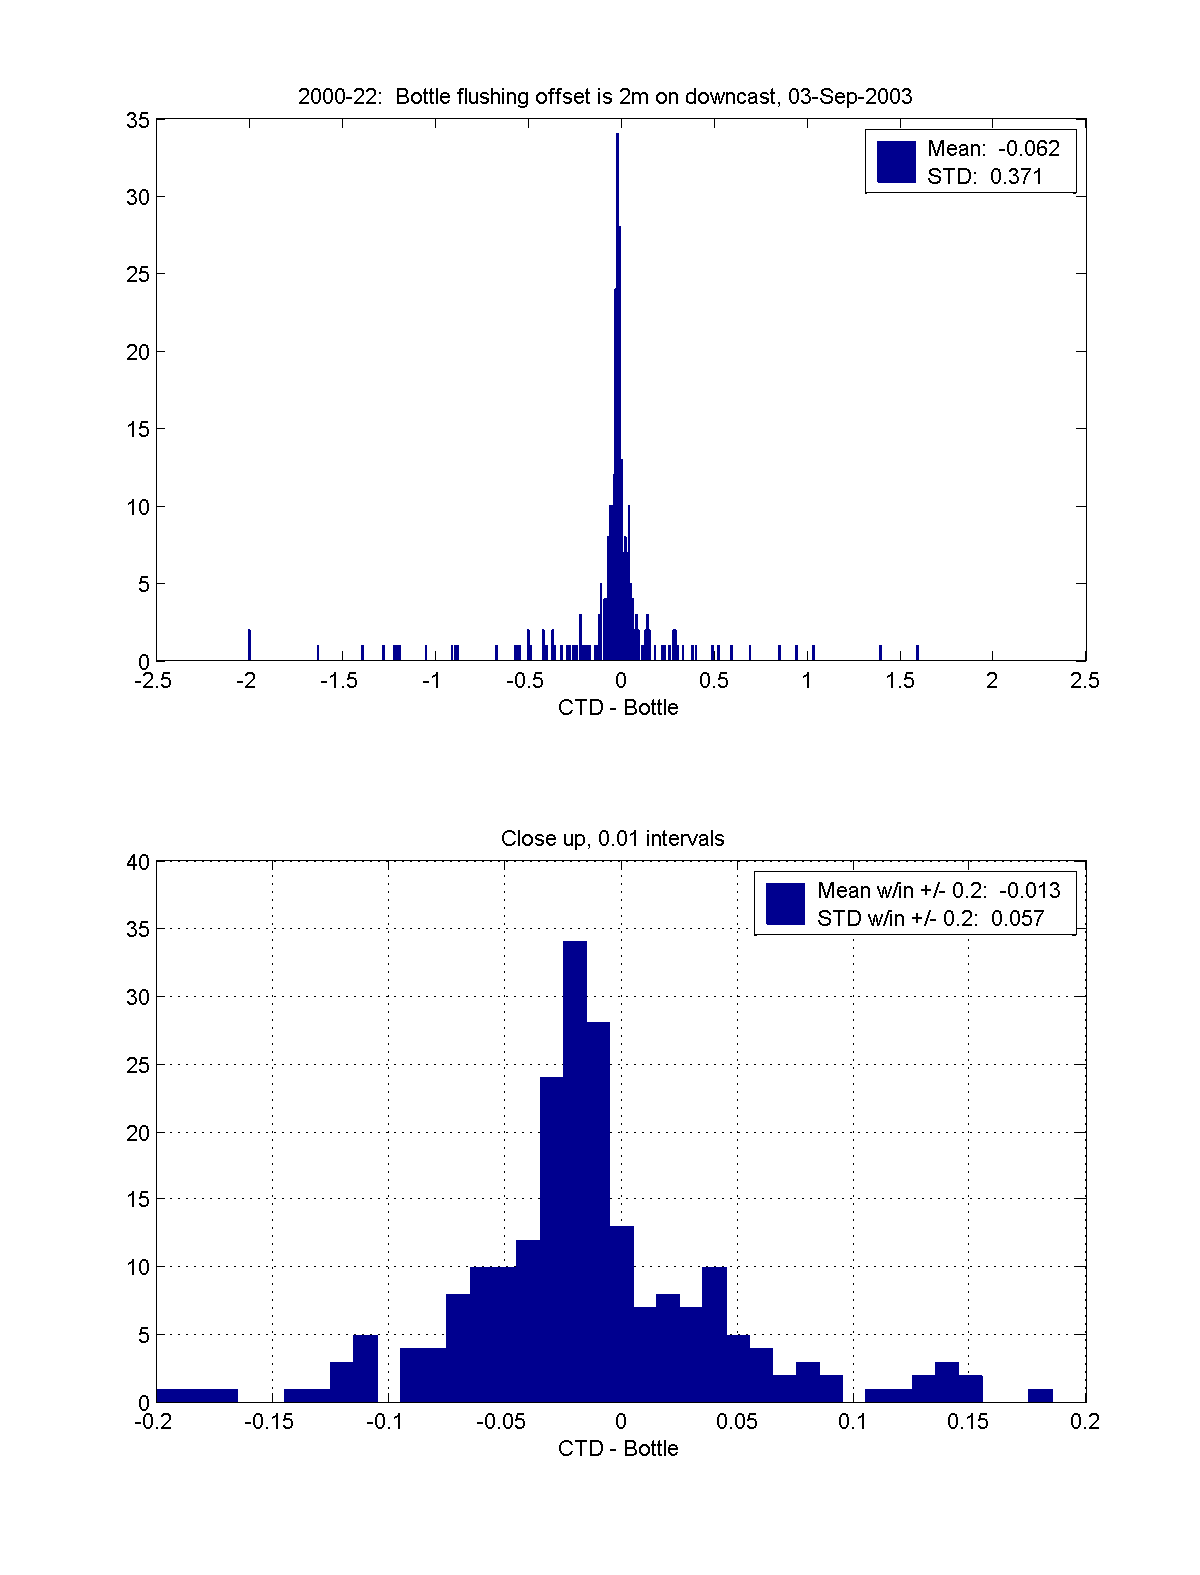 2000-22:  Bottle flushing offset is 2m on downcast, 03-Sep-2003
Mean:  -0.062
STD:  0.371
35
30
25
20
15
10
5
0
-2.5 -2 -1.5 -1 -0.5 0 0.5 1 1.5 2 2.5
CTD - Bottle
Close up, 0.01 intervals
Mean w/in +/- 0.2:  -0.013
STD w/in +/- 0.2:  0.057
40
35
30
25
20
15
10
5
0
-0.2 -0.15 -0.1 -0.05 0 0.05 0.1 0.15 0.2
CTD - Bottle